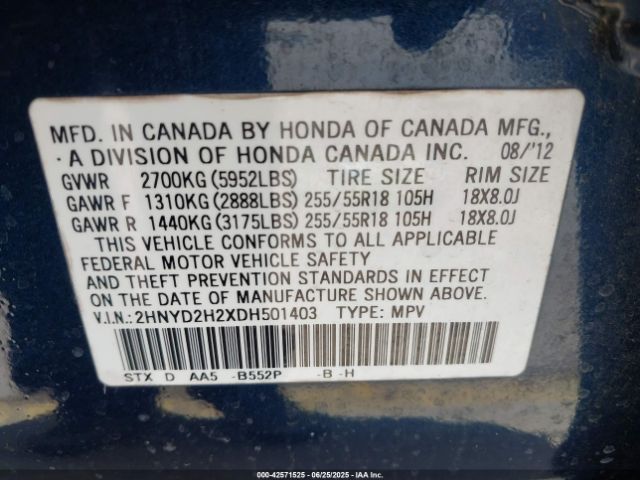 MFD. IN CANADA BY HONDA OF CANADA MFG.,
A DIVISION OF HONDA CANADA INC. 08/'12
GVWR 2700KG (5952LBS) TIRE SIZE RIM SIZE
GAWR F 1310KG (2888LBS) 255/55R18 105H 18X8.0J
GAWR R 1440KG (3175LBS) 255/55R18 105H 18X8.0J
THIS VEHICLE CONFORMS TO ALL APPLICABLE
FEDERAL MOTOR VEHICLE SAFETY
AND THEFT PREVENTION STANDARDS IN EFFECT
ON THE DATE OF MANUFACTURE SHOWN ABOVE.
V.I.N.: 2HNYD2H2XDH501403 TYPE: MPV
STX D AA5 -B552P -B -H
000-42571525 | 06/25/2025 | IAA Inc.